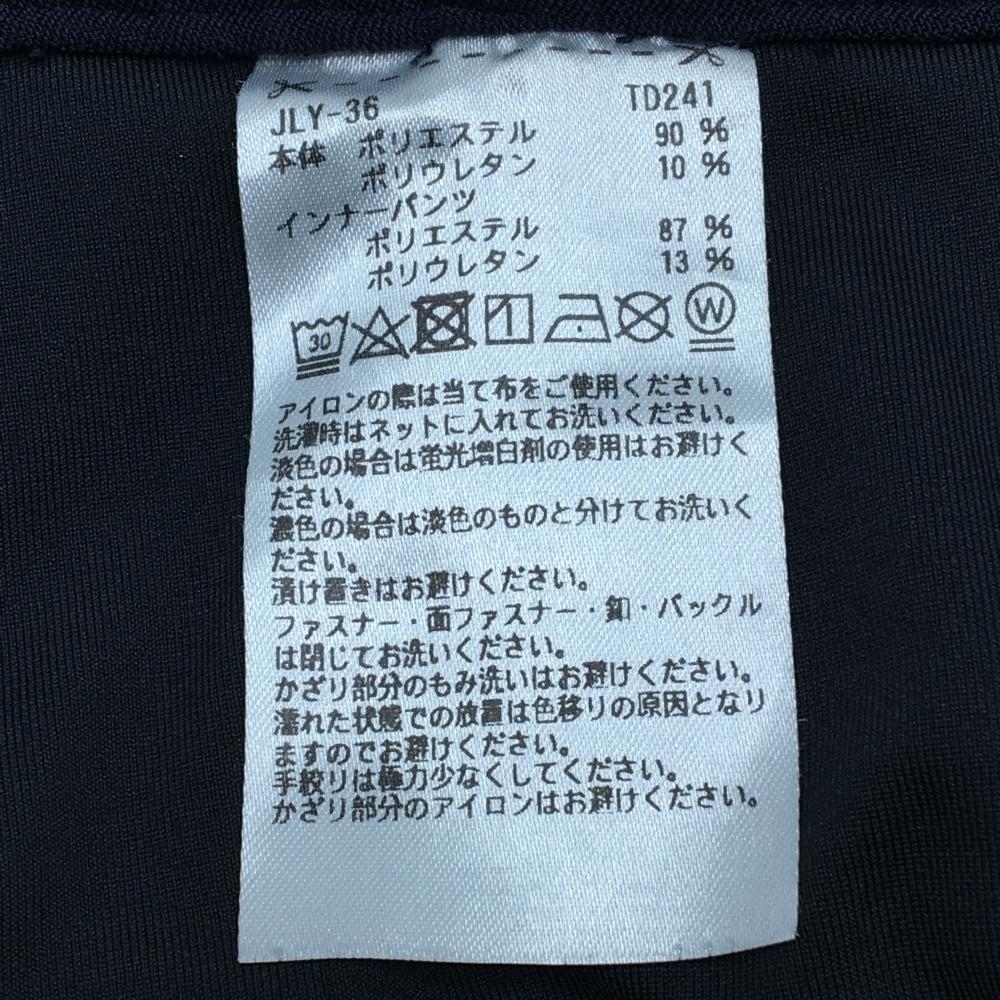 JLY-36 TD241
本体 ポリエステル 90 %
ポリウレタン 10 %
インナーパンツ
ポリエステル 87 %
ポリウレタン 13 %
30 1 W
アイロンの際は当て布をご使用ください。
洗濯時はネットに入れてお洗いください。
淡色の場合は蛍光増白剤の使用はお避けく
ださい。
濃色の場合は淡色のものと分けてお洗いく
ださい。
漬け置きはお避けください。
ファスナー・面ファスナー・釦・バックル
は閉じてお洗いください。
かざり部分のもみ洗いはお避けください。
濡れた状態での放置は色移りの原因となり
ますのでお避けください。
手絞りは極力少なくしてください。
かざり部分のアイロンはお避けください。